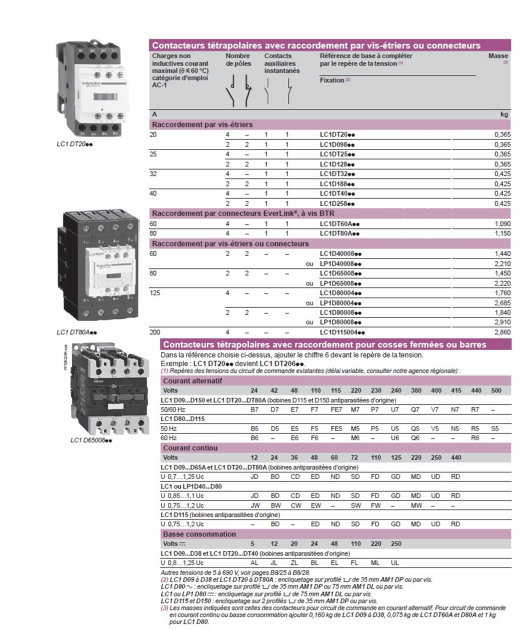 Contacteurs tétrapolaires avec raccordement par vis-étriers ou connecteurs
Charges non inductives courant maximal (θ ≤ 60 °C) catégorie d'emploi AC-1
Nombre de pôles
Contacts auxiliaires instantanés
Référence de base à compléter par le repère de la tension (1)
Fixation (2)
Masse (3)
A kg
Raccordement par vis-étriers
20 4 – 1 1 LC1DT20●● 0,365
2 2 1 1 LC1D098●● 0,365
25 4 – 1 1 LC1DT25●● 0,365
2 2 1 1 LC1D128●● 0,365
32 4 – 1 1 LC1DT32●● 0,425
2 2 1 1 LC1D188●● 0,425
40 4 – 1 1 LC1DT40●● 0,425
2 2 1 1 LC1D258●● 0,425
LC1 DT20●●
Raccordement par connecteurs EverLink®, à vis BTR
60 4 – 1 1 LC1DT60A●● 1,090
80 4 – 1 1 LC1DT80A●● 1,150
Raccordement par vis-étriers ou connecteurs
60 2 2 – – LC1D40008●● 1,440
ou LP1D40008●● 2,210
80 2 2 – – LC1D65008●● 1,450
ou LP1D65008●● 2,220
125 4 – – – LC1D80004●● 1,760
ou LP1D80004●● 2,685
2 2 – – LC1D80008●● 1,840
ou LP1D80008●● 2,910
200 4 – – – LC1D115004●● 2,860
LC1 DT80A●●
Contacteurs tétrapolaires avec raccordement pour cosses fermées ou barres
Dans la référence choisie ci-dessus, ajouter le chiffre 6 devant le repère de la tension.
Exemple : LC1 DT20●● devient LC1 DT206●●.
(1) Repères des tensions du circuit de commande existantes (délai variable, consulter notre agence régionale) :
Courant alternatif
Volts 24 42 48 110 115 220 230 240 380 400 415 440 500
LC1 D09...D150 et LC1 DT20...DT80A (bobines D115 et D150 antiparasitées d'origine)
50/60 Hz B7 D7 E7 F7 FE7 M7 P7 U7 Q7 V7 N7 R7 –
LC1 D80...D115
50 Hz B5 D5 E5 F5 FE5 M5 P5 U5 Q5 V5 N5 R5 S5
60 Hz B6 – E6 F6 – M6 – U6 Q6 – – R6 –
LC1 D65008●●
Courant continu
Volts 12 24 36 48 60 72 110 125 220 250 440
LC1 D09...D65A et LC1 DT20...DT80A (bobines antiparasitées d'origine)
U 0,7...1,25 Uc JD BD CD ED ND SD FD GD MD UD RD
LC1 ou LP1D40...D80
U 0,85...1,1 Uc JD BD CD ED ND SD FD GD MD UD RD
U 0,75...1,2 Uc JW BW CW EW – SW FW – MW – –
LC1 D115 (bobines antiparasitées d'origine)
U 0,75...1,2 Uc – BD – ED ND SD FD GD MD UD RD
Basse consommation
Volts 5 12 20 24 48 110 220 250
LC1 D09...D38 et LC1 DT20...DT40 (bobines antiparasitées d'origine)
U 0,8...1,25 Uc AL JL ZL BL EL FL ML UL
Autres tensions de 5 à 690 V, voir pages B8/25 à B8/28.
(2) LC1 D09 à D38 et LC1 DT20 à DT80A : encliquetage sur profilé de 35 mm AM1 DP ou par vis.
LC1 D80 ~ : encliquetage sur profilé de 35 mm AM1 DP ou 75 mm AM1 DL ou par vis.
LC1 ou LP1 D80 : encliquetage sur profilé de 75 mm AM1 DL ou par vis.
LC1 D115 et D150 : encliquetage sur 2 profilés de 35 mm AM1 DP ou par vis.
(3) Les masses indiquées sont celles des contacteurs pour circuit de commande en courant alternatif. Pour circuit de commande
en courant continu ou basse consommation ajouter 0,160 kg de LC1 D09 à D38, 0,075 kg de LC1 DT60A et D80A et 1 kg
pour LC1 D80.